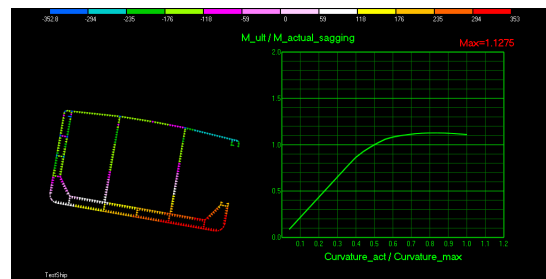 -352.8 -294 -235 -176 -118 -59 0 59 118 176 235 294 353
M_ult / M_actual_sagging
Max=1.1275
2.0
1.5
1.0
0.5
0.0
0.1 0.2 0.3 0.4 0.5 0.6 0.7 0.8 0.9 1.0 1.1 1.2
Curvature_act / Curvature_max
TestShip